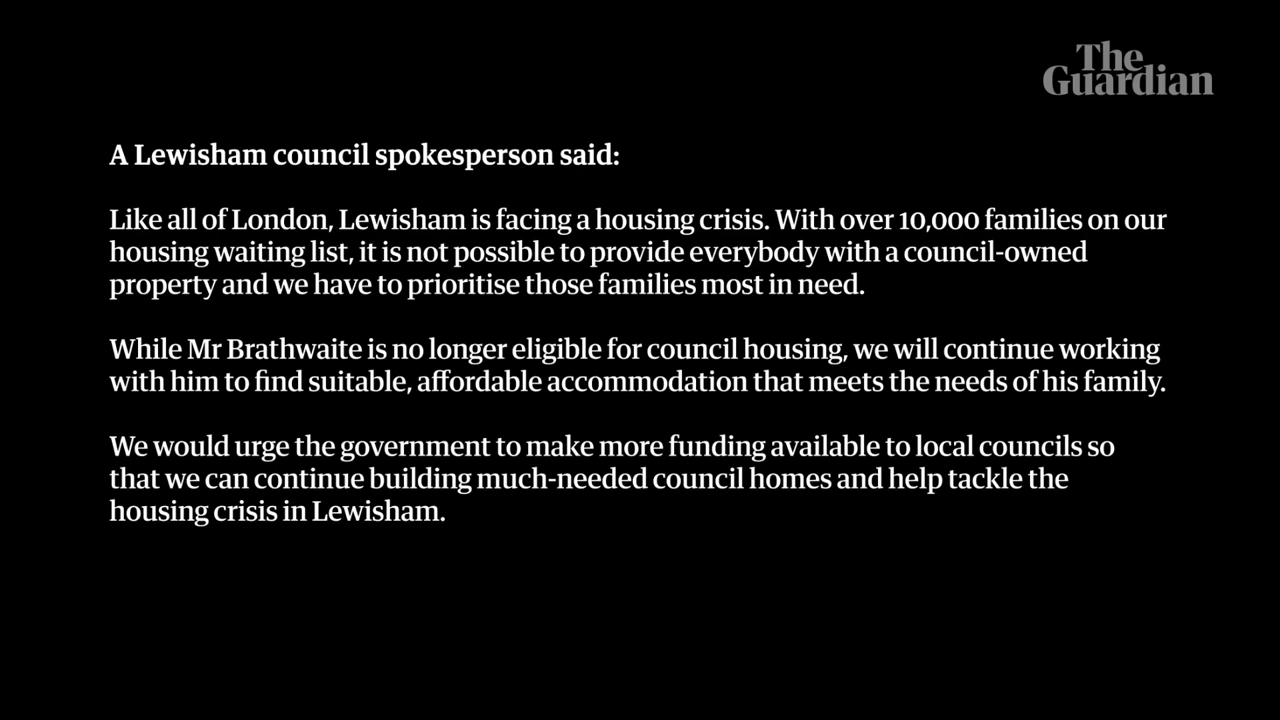 The
Guardian
A Lewisham council spokesperson said:
Like all of London, Lewisham is facing a housing crisis. With over 10,000 families on our
housing waiting list, it is not possible to provide everybody with a council-owned
property and we have to prioritise those families most in need.
While Mr Brathwaite is no longer eligible for council housing, we will continue working
with him to find suitable, affordable accommodation that meets the needs of his family.
We would urge the government to make more funding available to local councils so
that we can continue building much-needed council homes and help tackle the
housing crisis in Lewisham.